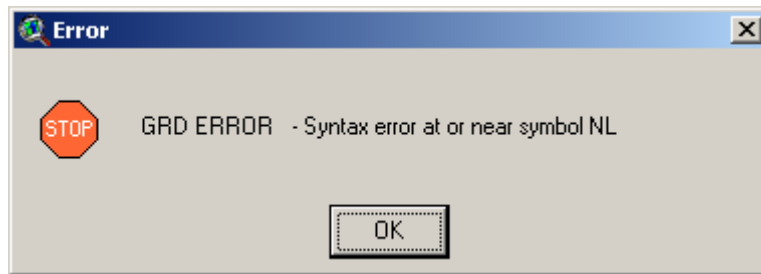 Error
STOP
GRD ERROR - Syntax error at or near symbol NL
OK